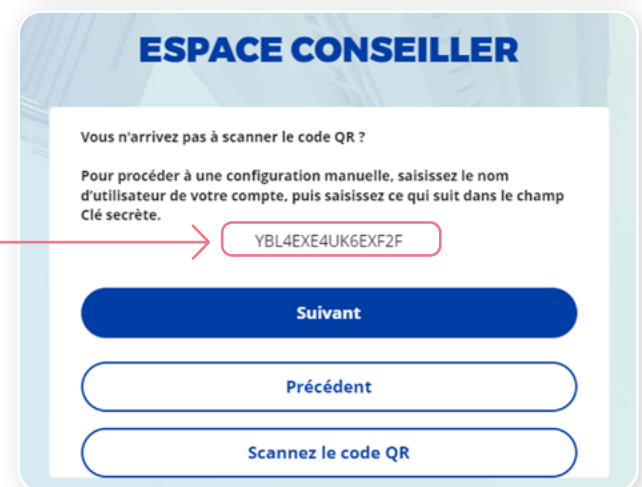 ESPACE CONSEILLER
Vous n'arrivez pas à scanner le code QR ?
Pour procéder à une configuration manuelle, saisissez le nom
d'utilisateur de votre compte, puis saisissez ce qui suit dans le champ
Clé secrète.
YBL4EXE4UK6EXF2F
Suivant
Précédent
Scannez le code QR